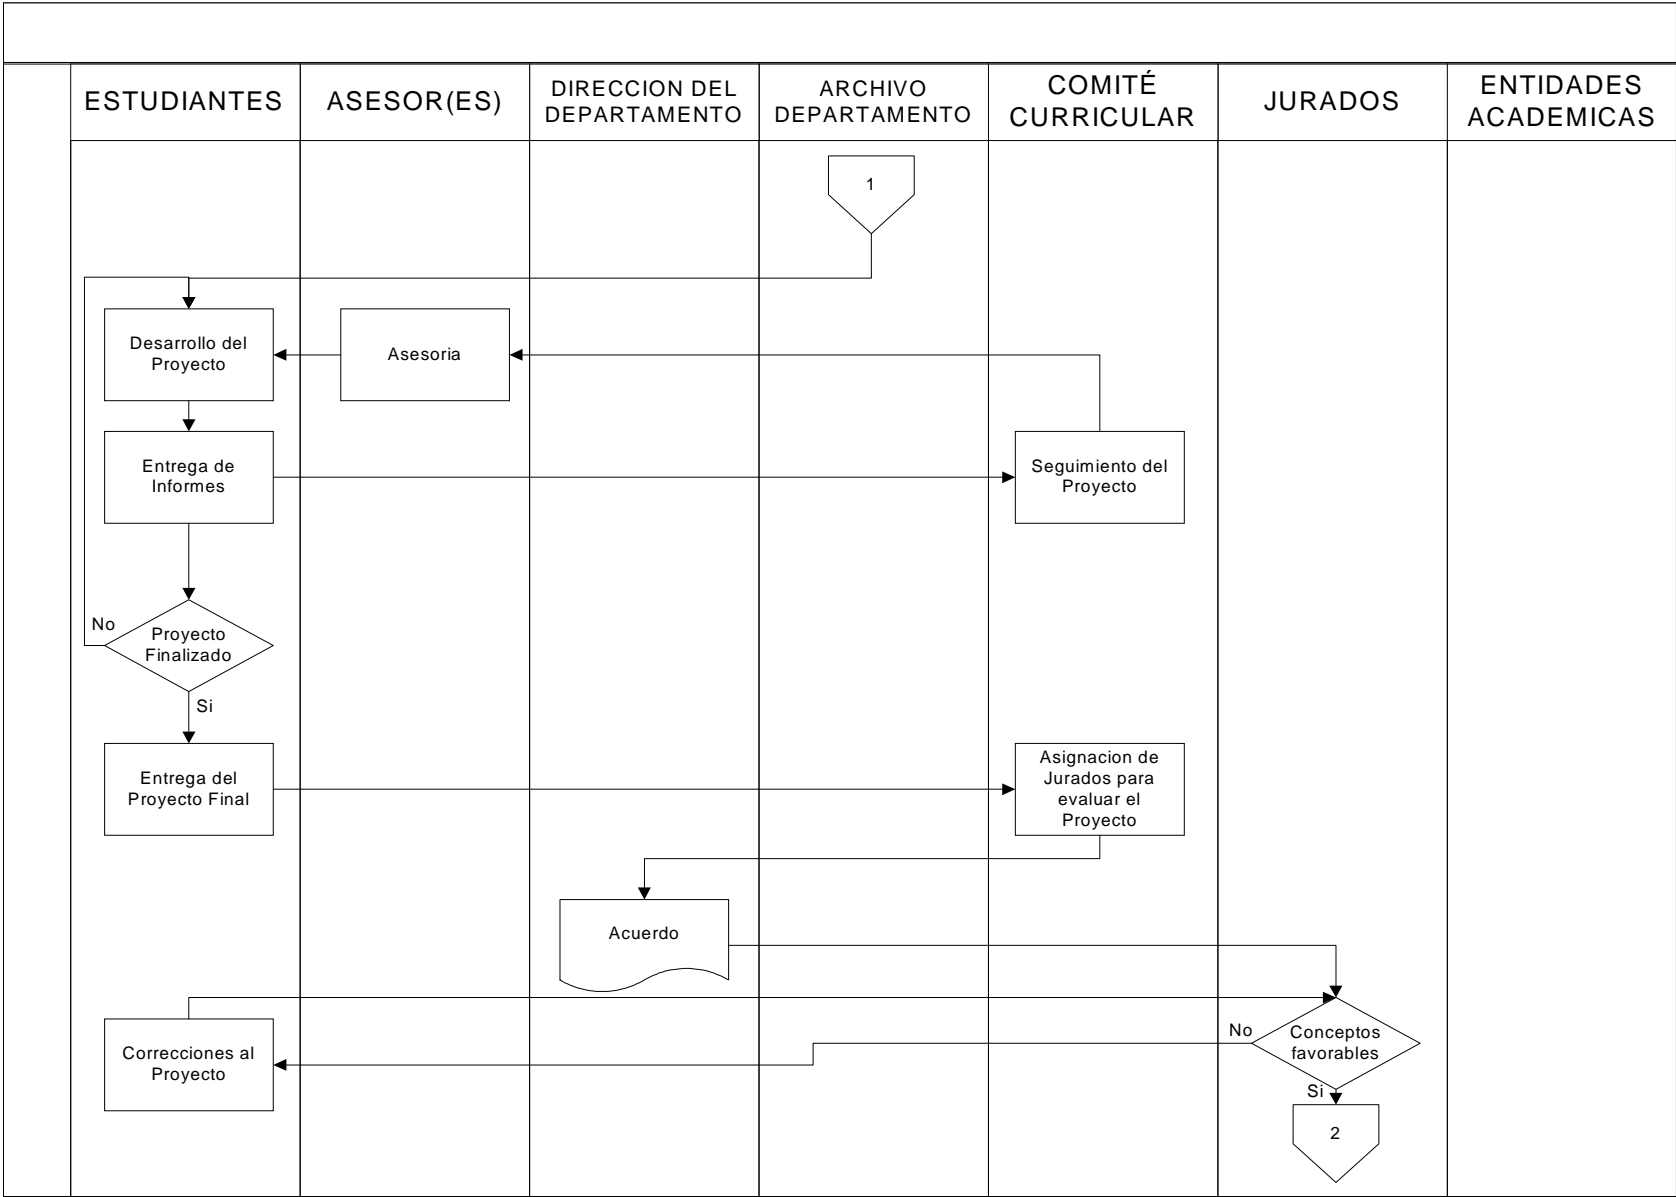 ESTUDIANTES
ASESOR(ES)
DIRECCION DEL
DEPARTAMENTO
ARCHIVO
DEPARTAMENTO
COMITÉ
CURRICULAR
JURADOS
ENTIDADES
ACADEMICAS
1
Desarrollo del
Proyecto
Asesoria
Entrega de
Informes
Seguimiento del
Proyecto
No
Proyecto
Finalizado
Si
Entrega del
Proyecto Final
Asignacion de
Jurados para
evaluar el
Proyecto
Acuerdo
No
Conceptos
favorables
Correcciones al
Proyecto
Si
2